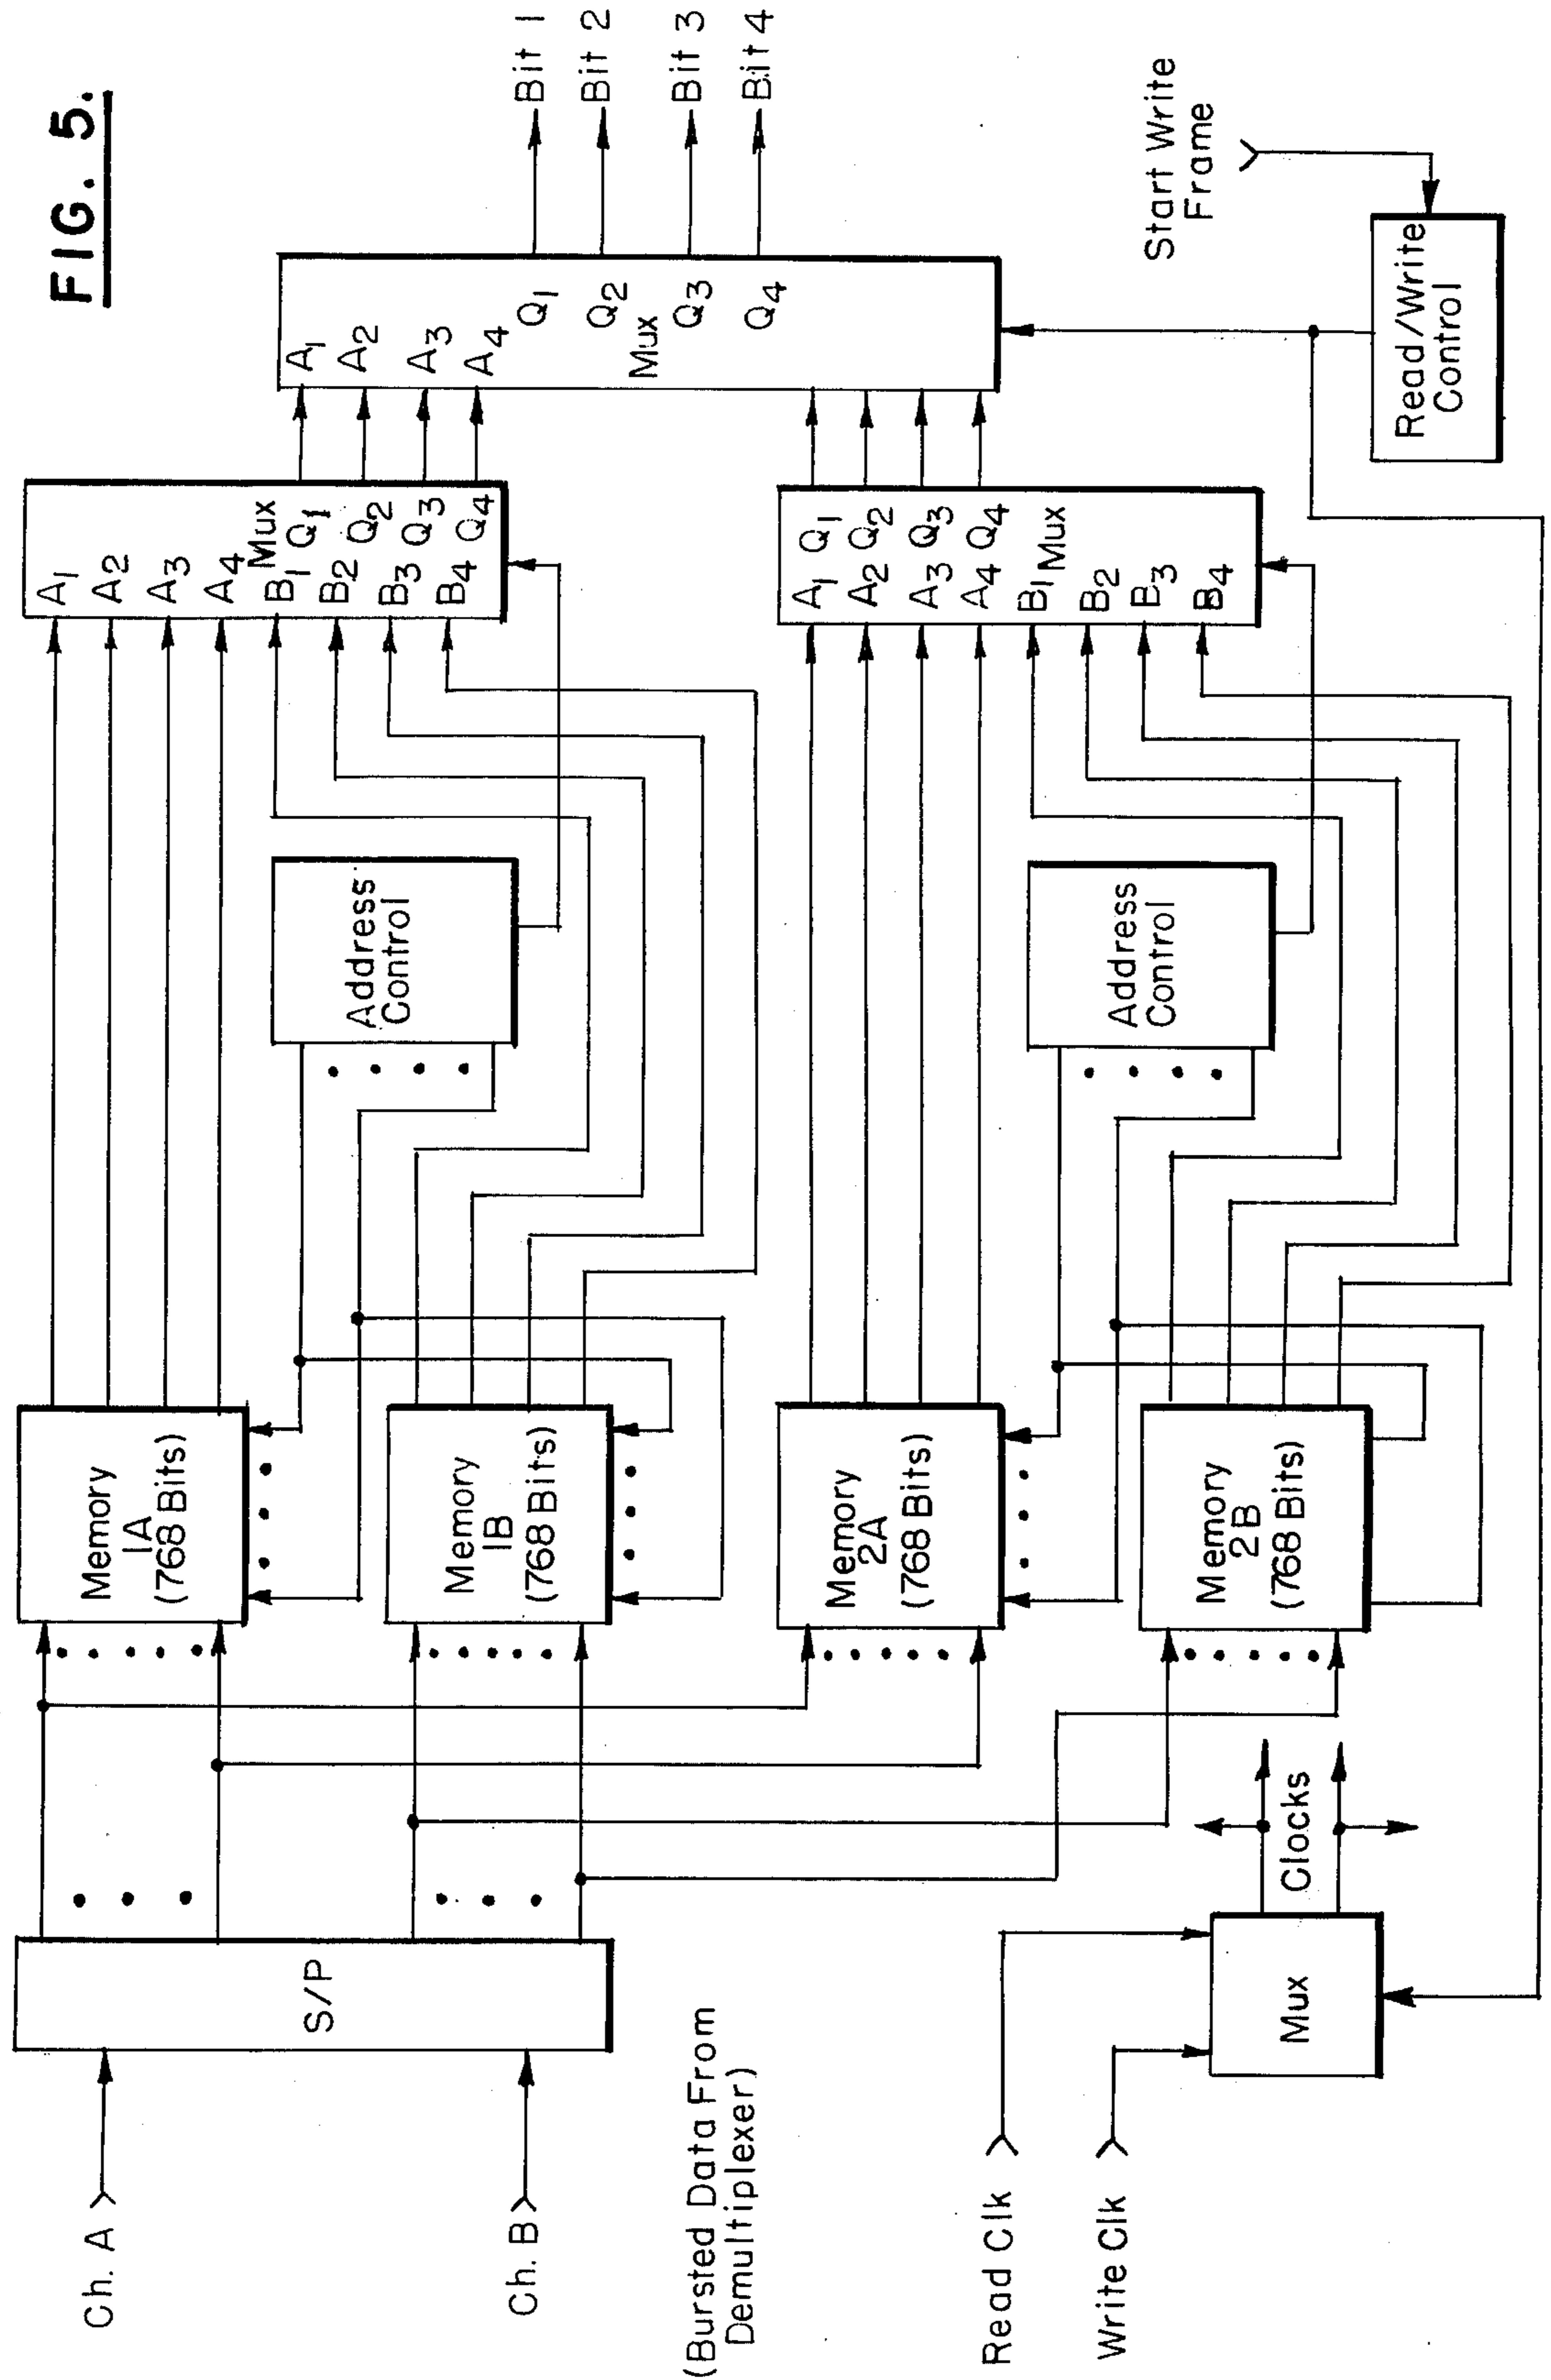 FIG. 5.
Ch. A
Ch. B
(Bursted Data From
Demultiplexer)
Read Clk
Write Clk
S/P
Mux
Clocks
Memory
1A
(768 Bits)
Memory
1B
(768 Bits)
Memory
2A
(768 Bits)
Memory
2B
(768 Bits)
Address
Control
Address
Control
A1
A2
A3
A4
Mux
B1 Q1
B2 Q2
B3 Q3
B4 Q4
A1 Q1
A2 Q2
A3 Q3
A4 Q4
B1 Mux
B2
B3
B4
A1
A2
A3
A4
Q1
Q2
Mux
Q3
Q4
Bit 1
Bit 2
Bit 3
Bit 4
Start Write
Frame
Read/Write
Control